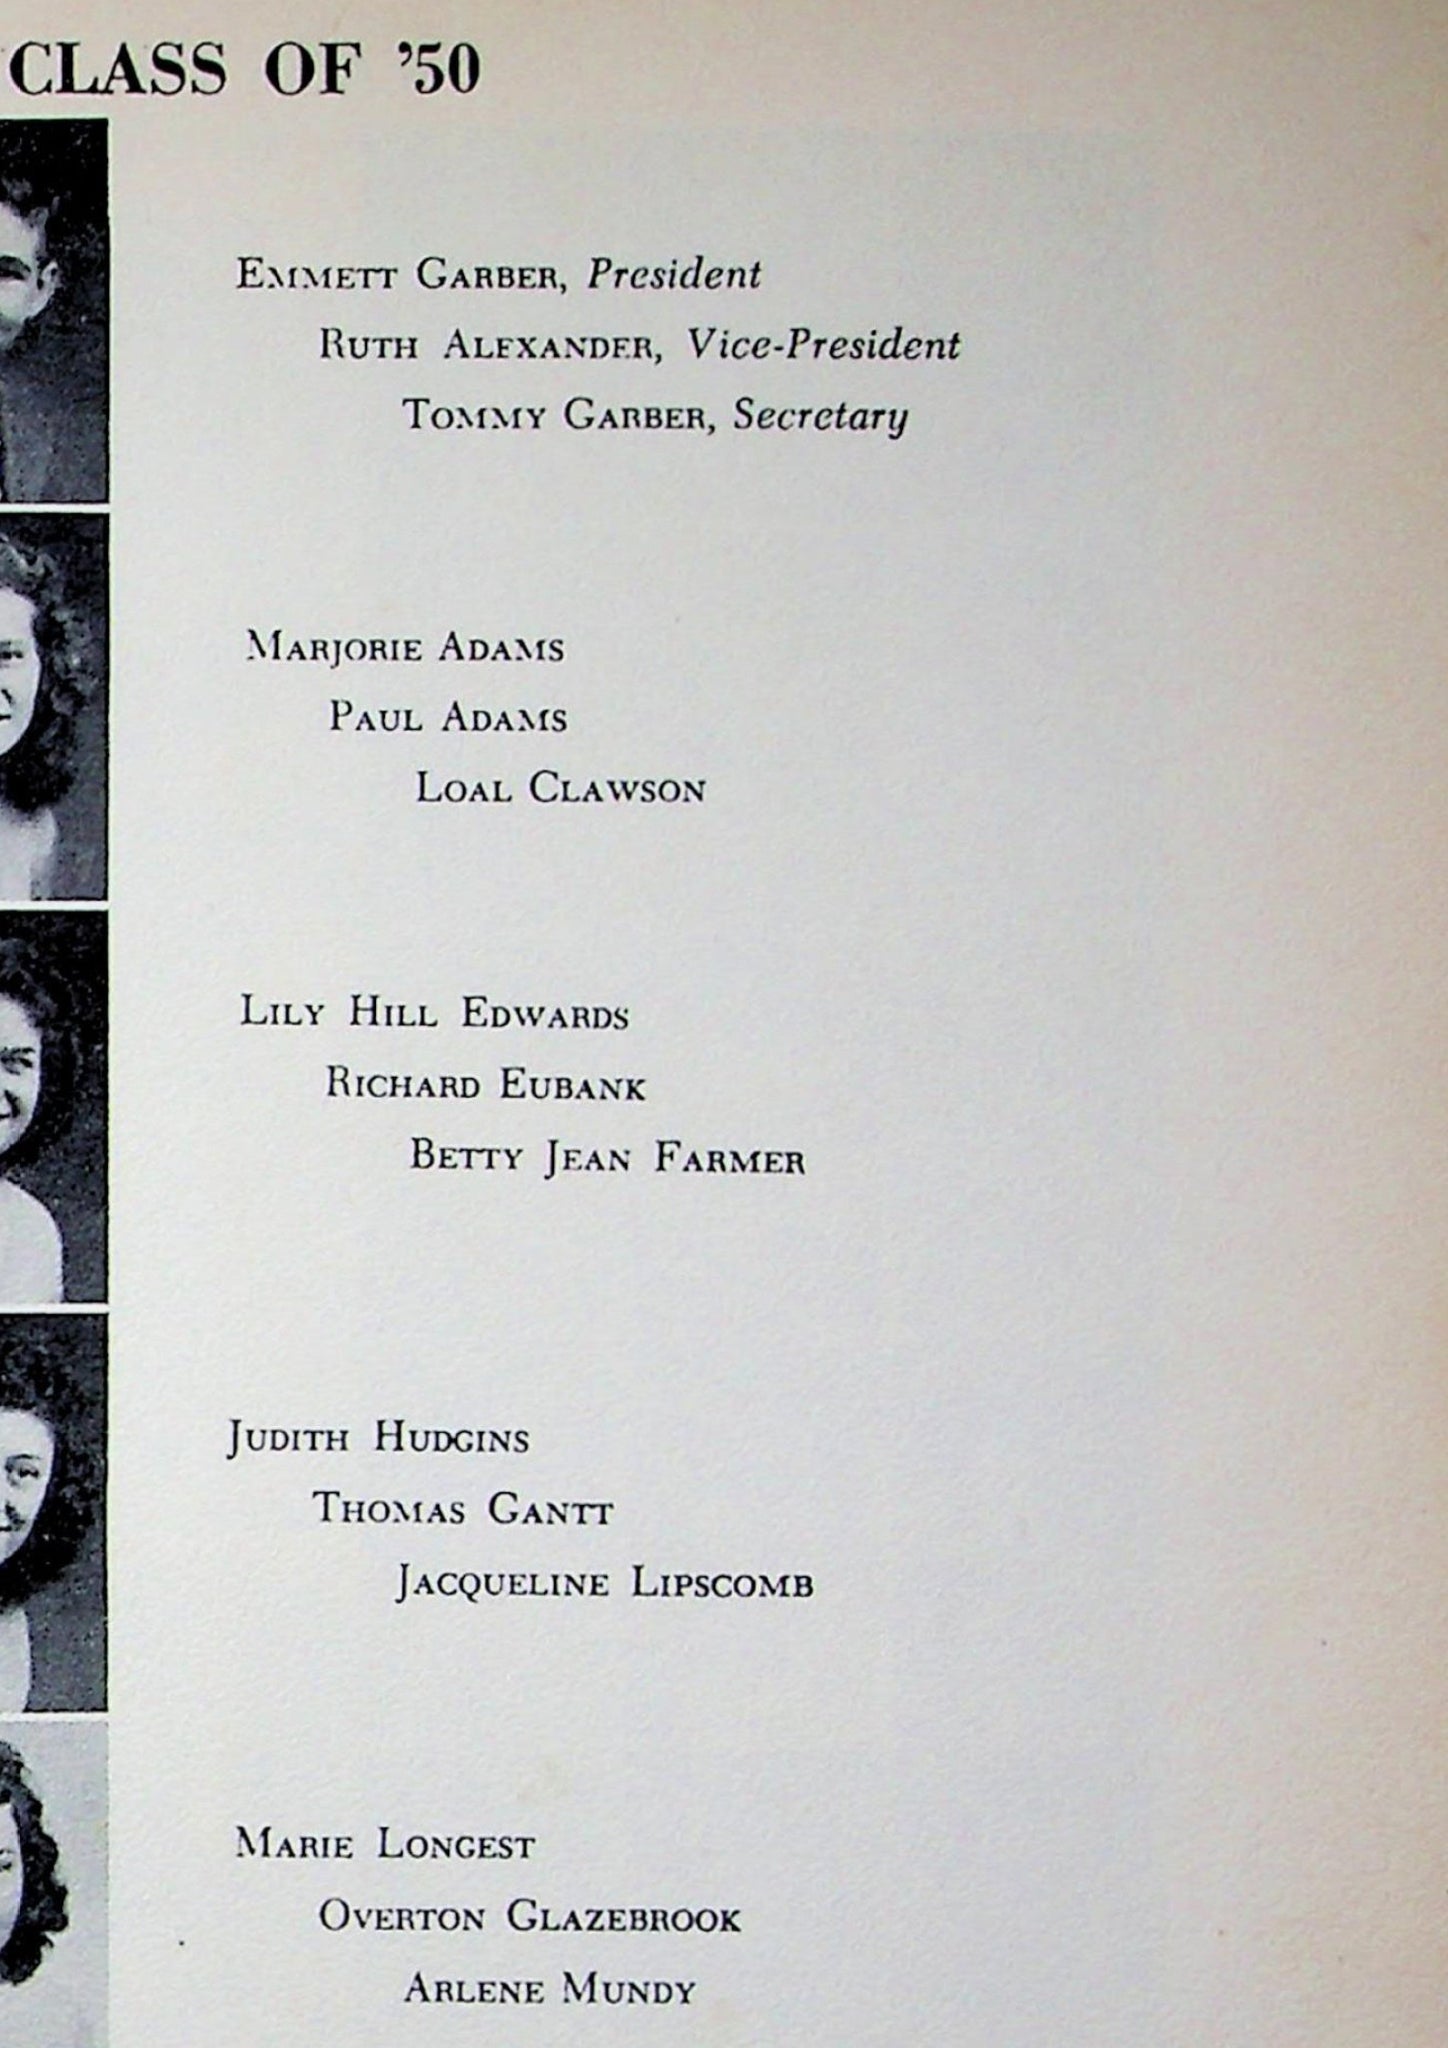 CLASS OF '50
EMMETT GARBER, President
RUTH ALEXANDER, Vice-President
TOMMY GARBER, Secretary
MARJORIE ADAMS
PAUL ADAMS
LOAL CLAWSON
LILY HILL EDWARDS
RICHARD EUBANK
BETTY JEAN FARMER
JUDITH HUDGINS
THOMAS GANTT
JACQUELINE LIPSCOMB
MARIE LONGEST
OVERTON GLAZEBROOK
ARLENE MUNDY